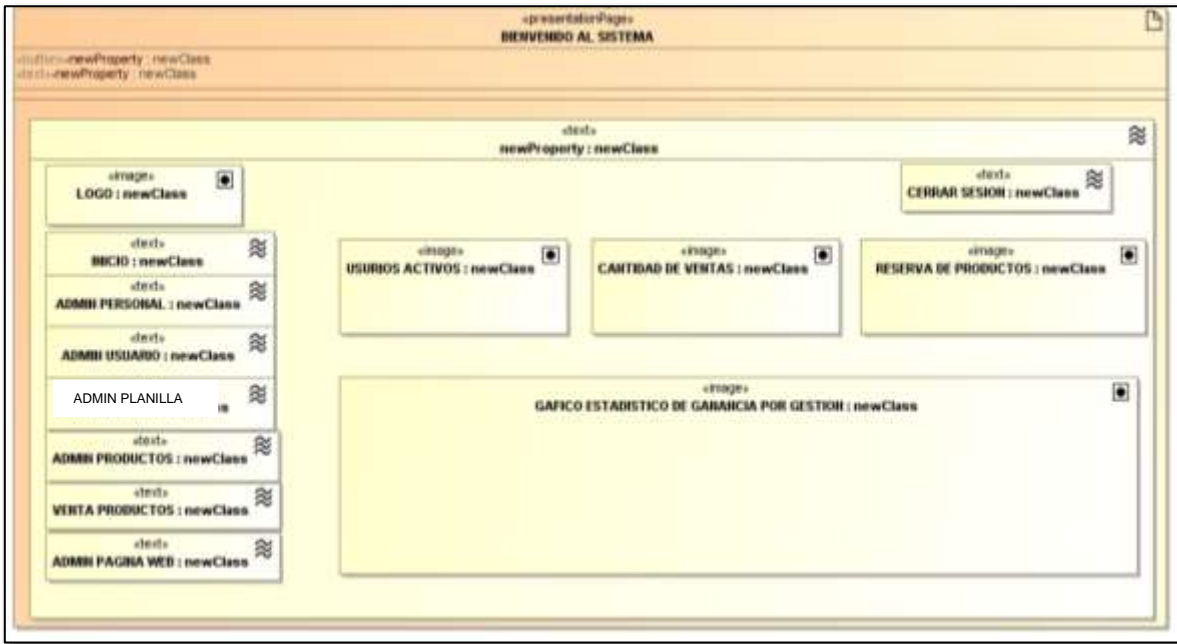 «presentationPage»
BIENVENIDO AL SISTEMA
newProperty : newClass
«text» newProperty : newClass
«text»
newProperty : newClass
«image»
LOGO : newClass
«text»
CERRAR SESION : newClass
«text»
INICIO : newClass
«text»
ADMIN PERSONAL : newClass
«text»
ADMIN USUARIO : newClass
ADMIN PLANILLA
«text»
ADMIN PRODUCTOS : newClass
«text»
VENTA PRODUCTOS : newClass
«text»
ADMIN PAGINA WEB : newClass
«image»
USURIOS ACTIVOS : newClass
«image»
CANTIDAD DE VENTAS : newClass
«image»
RESERVA DE PRODUCTOS : newClass
«image»
GAFICO ESTADISTICO DE GANANCIA POR GESTION : newClass